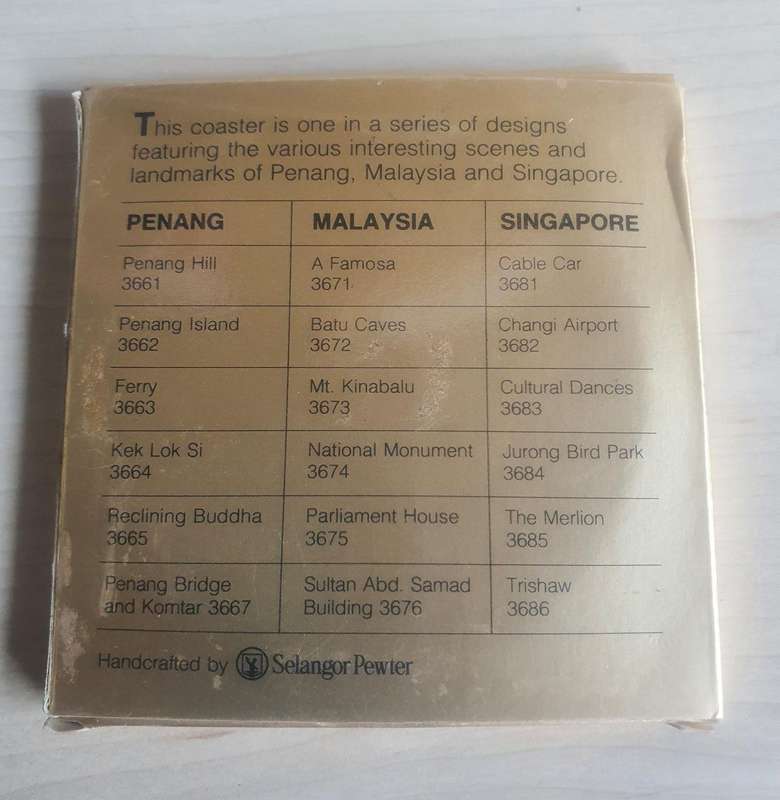 This coaster is one in a series of designs
featuring the various interesting scenes and
landmarks of Penang, Malaysia and Singapore.
PENANG MALAYSIA SINGAPORE
Penang Hill A Famosa Cable Car
3661 3671 3681
Penang Island Batu Caves Changi Airport
3662 3672 3682
Ferry Mt. Kinabalu Cultural Dances
3663 3673 3683
Kek Lok Si National Monument Jurong Bird Park
3664 3674 3684
Reclining Buddha Parliament House The Merlion
3665 3675 3685
Penang Bridge Sultan Abd. Samad Trishaw
and Komtar 3667 Building 3676 3686
Handcrafted by Selangor Pewter